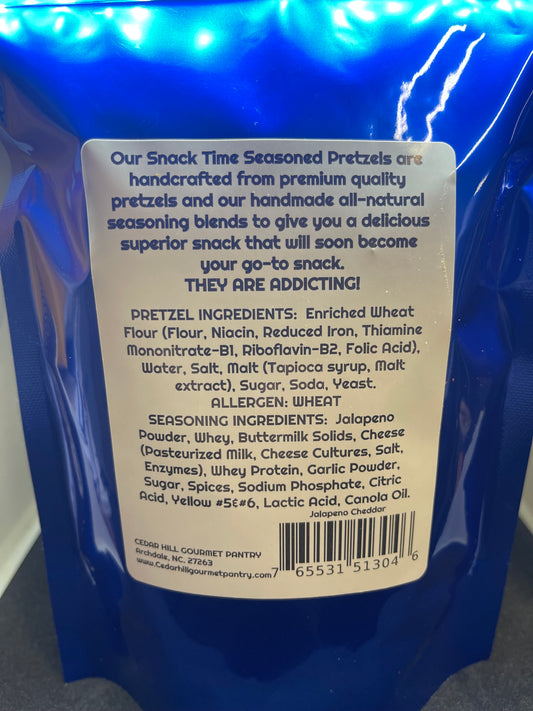 Our Snack Time Seasoned Pretzels are
handcrafted from premium quality
pretzels and our handmade all-natural
seasoning blends to give you a delicious
superior snack that will soon become
your go-to snack.
THEY ARE ADDICTING!
PRETZEL INGREDIENTS: Enriched Wheat
Flour (Flour, Niacin, Reduced Iron, Thiamine
Mononitrate-B1, Riboflavin-B2, Folic Acid),
Water, Salt, Malt (Tapioca syrup, Malt
extract), Sugar, Soda, Yeast.
ALLERGEN: WHEAT
SEASONING INGREDIENTS: Jalapeno
Powder, Whey, Buttermilk Solids, Cheese
(Pasteurized Milk, Cheese Cultures, Salt,
Enzymes), Whey Protein, Garlic Powder,
Sugar, Spices, Sodium Phosphate, Citric
Acid, Yellow #5&#6, Lactic Acid, Canola Oil.
Jalapeno Cheddar
CEDAR HILL GOURMET PANTRY
Archdale, NC. 27263
www.Cedarhillgourmetpantry.com
7 65531 51304 6